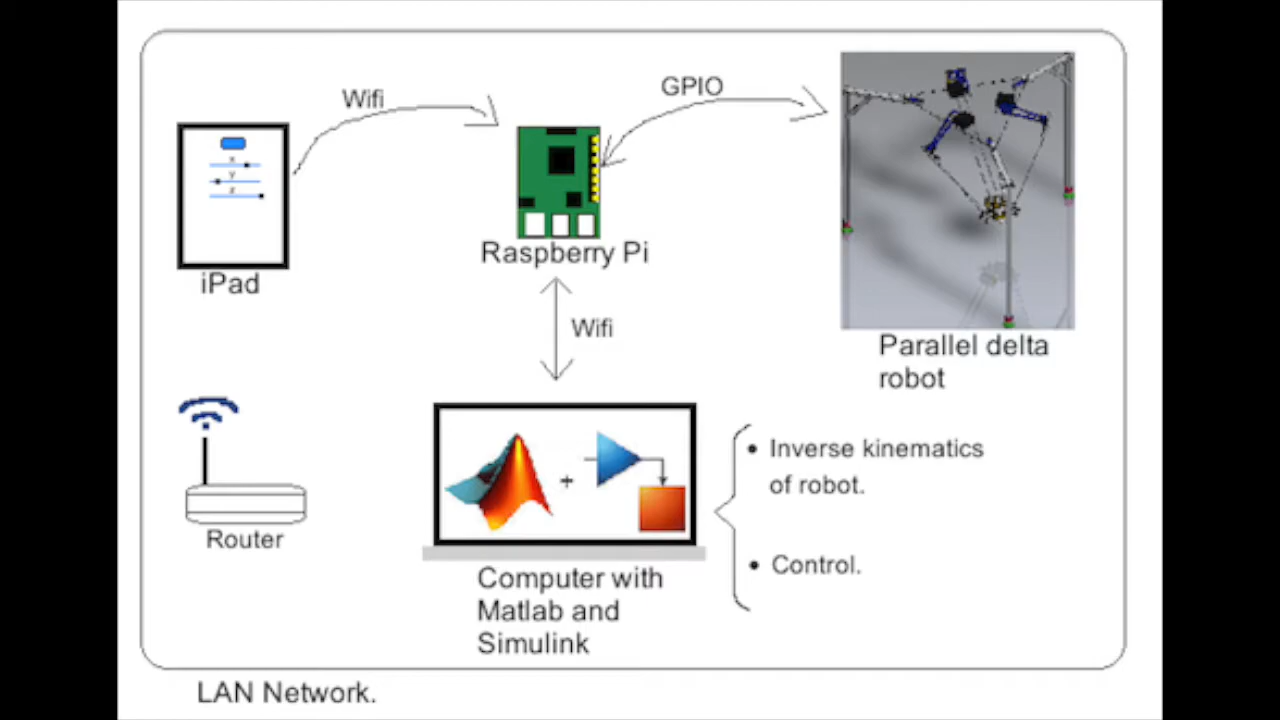 Wifi
GPIO
x
y
z
iPad
Raspberry Pi
Wifi
Parallel delta
robot
Router
+
Computer with
Matlab and
Simulink
• Inverse kinematics
of robot.
• Control.
LAN Network.